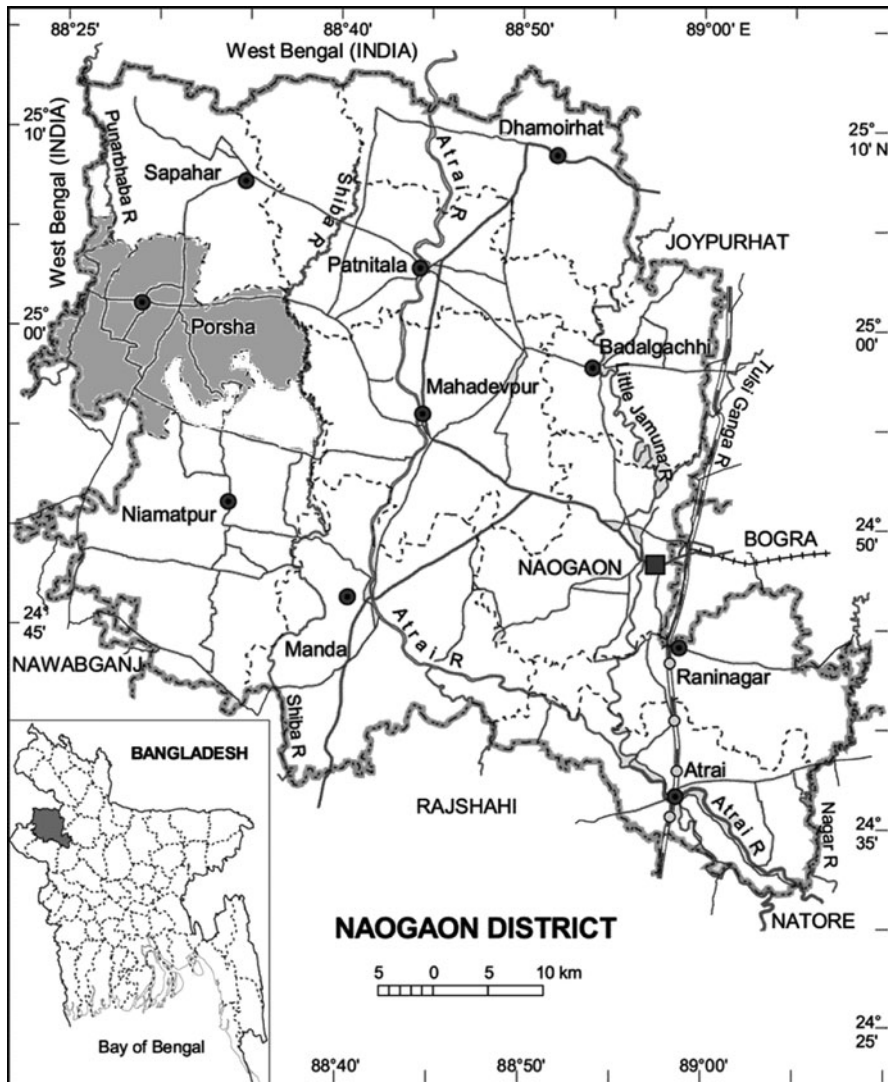 88°25' 88°40' 88°50' 89°00' E
West Bengal (INDIA)
25°
10'
West Bengal (INDIA)
Punarbhaba R
Sapahar
Shiba R
Atrai R
Dhamoirhat
25°
10' N
JOYPURHAT
Patnitala
25°
00'
Porsha
25°
00'
Badalgachhi
Mahadevpur
Little Jamuna R
Tulsi Ganga R
Niamatpur
24°
50'
BOGRA
NAOGAON
24°
45'
Manda
Atrai R
NAWABGANJ
Raninagar
Shiba R
BANGLADESH
Atrai
RAJSHAHI
Atrai R
Nagar R
24°
35'
NATORE
NAOGAON DISTRICT
5 0 5 10 km
24°
25'
Bay of Bengal
88°40' 88°50' 89°00'